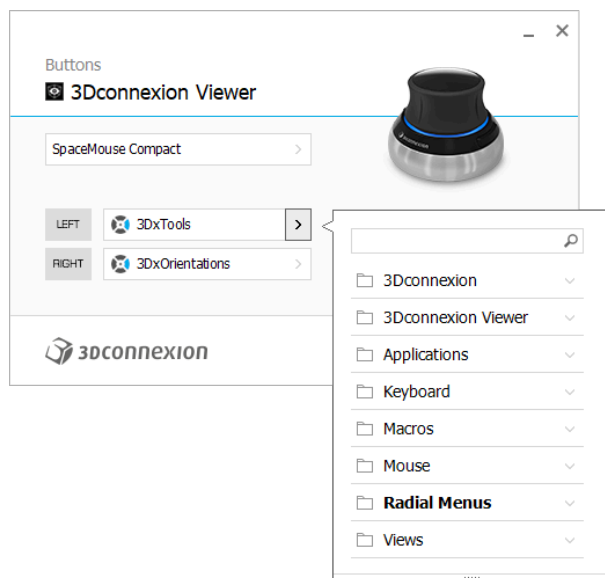 Buttons
3Dconnexion Viewer
SpaceMouse Compact
LEFT
3DxTools
RIGHT
3DxOrientations
3Dconnexion
3Dconnexion
3Dconnexion Viewer
Applications
Keyboard
Macros
Mouse
Radial Menus
Views